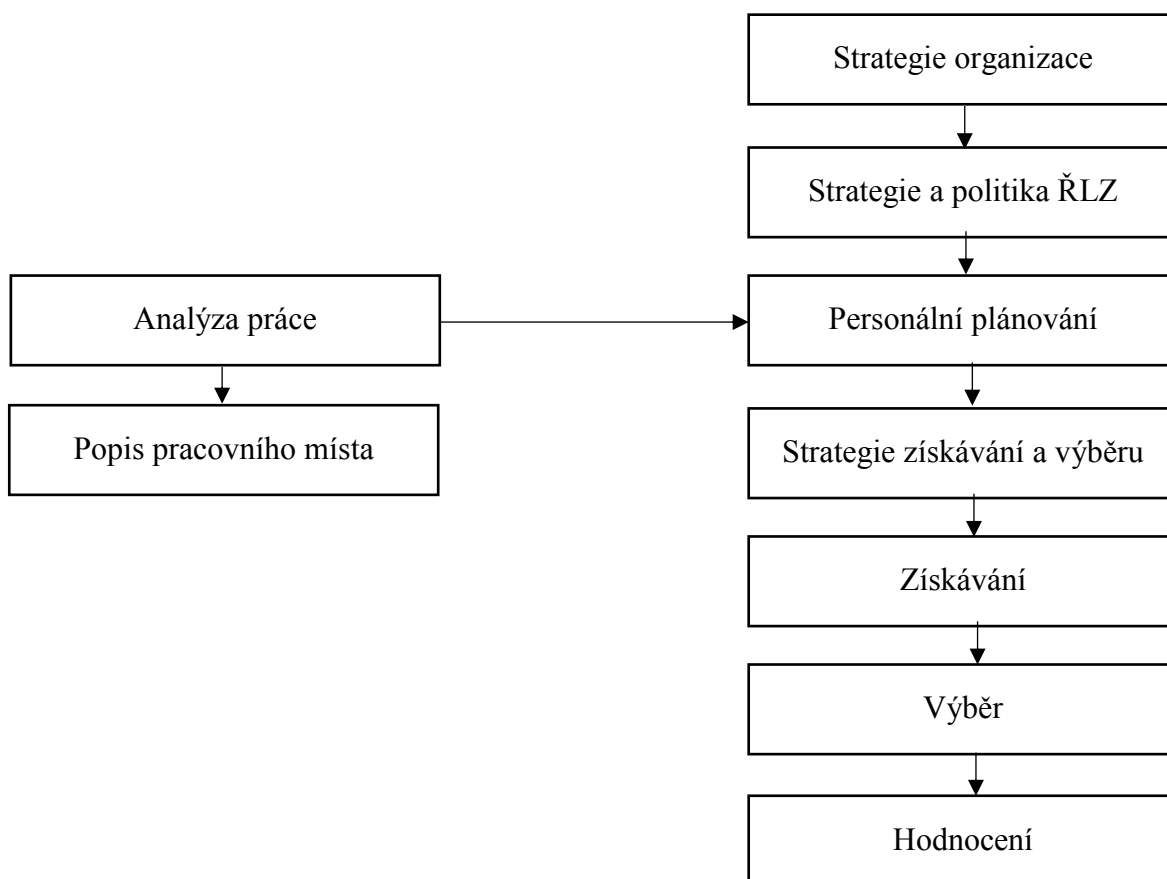 Strategie organizace
Strategie a politika ŘLZ
Analýza práce
Personální plánování
Popis pracovního místa
Strategie získávání a výběru
Získávání
Výběr
Hodnocení